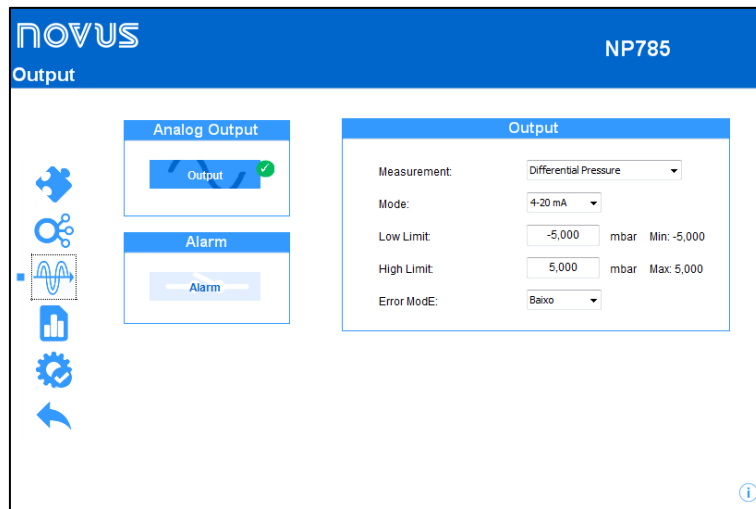 novus
NP785
Output
Analog Output
Output
Alarm
Alarm
Output
Measurement: Differential Pressure
Mode: 4-20 mA
Low Limit: -5,000 mbar Min: -5,000
High Limit: 5,000 mbar Max: 5,000
Error ModE: Baixo
i